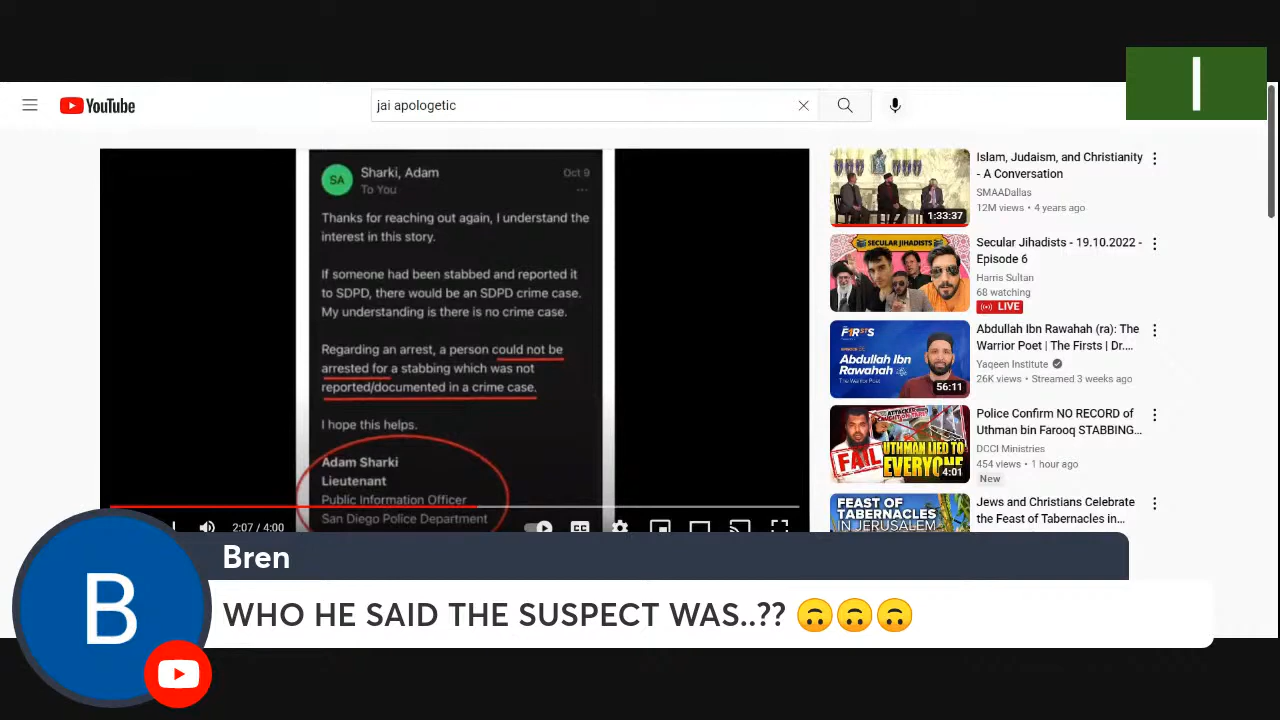 I
YouTube
jai apologetic
SA
Sharki, Adam
Oct 9
To You
Thanks for reaching out again, I understand the
interest in this story.
If someone had been stabbed and reported it
to SDPD, there would be an SDPD crime case.
My understanding is there is no crime case.
Regarding an arrest, a person could not be
arrested for a stabbing which was not
reported/documented in a crime case.
I hope this helps.
Adam Sharki
Lieutenant
Public Information Officer
San Diego Police Department
2:07 / 4:00
CC
1:33:37
Islam, Judaism, and Christianity
- A Conversation
SMAADallas
12M views • 4 years ago
SECULAR JIHADISTS
Secular Jihadists - 19.10.2022 -
Episode 6
Harris Sultan
68 watching
LIVE
Abdullah Ibn
Rawahah (ra)
The Warrior Poet
56:11
Abdullah Ibn Rawahah (ra): The
Warrior Poet | The Firsts | Dr....
Yaqeen Institute
26K views • Streamed 3 weeks ago
FAIL
UTHMAN LIED TO
EVERYONE
4:01
Police Confirm NO RECORD of
Uthman bin Farooq STABBING...
DCCI Ministries
454 views • 1 hour ago
New
FEAST OF
TABERNACLES
IN JERUSALEM
Jews and Christians Celebrate
the Feast of Tabernacles in...
B
Bren
WHO HE SAID THE SUSPECT WAS..?? 🙃🙃🙃